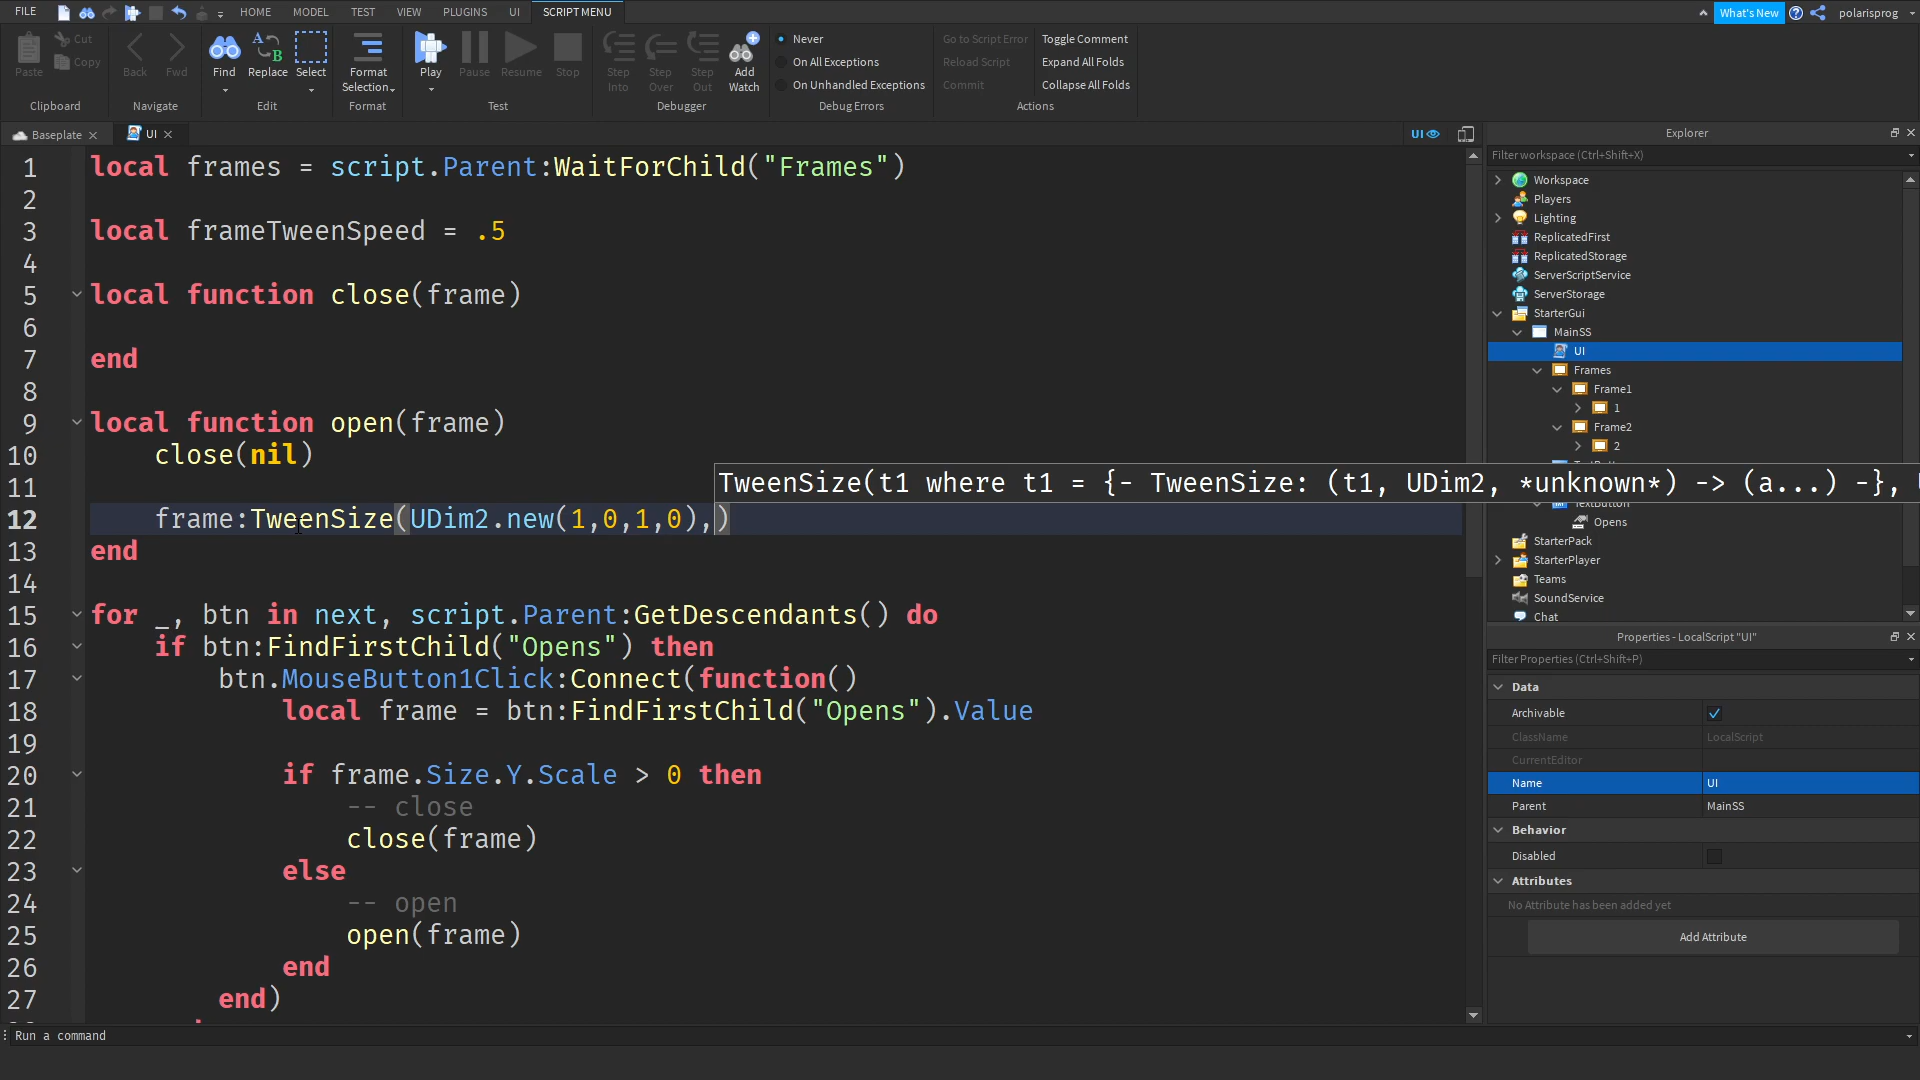 FILE
HOME
MODEL
TEST
VIEW
PLUGINS
UI
SCRIPT MENU
What's New
polarisprog
Paste
Cut
Copy
Clipboard
Back
Fwd
Navigate
Find
Replace
Select
Edit
Format
Selection
Format
Play
Pause
Resume
Stop
Test
Step
Into
Step
Over
Step
Out
Add
Watch
Debugger
Never
On All Exceptions
On Unhandled Exceptions
Debug Errors
Go to Script Error
Reload Script
Commit
Toggle Comment
Expand All Folds
Collapse All Folds
Actions
Baseplate
UI
UI
1 local frames = script.Parent:WaitForChild("Frames")
2
3 local frameTweenSpeed = .5
4
5 local function close(frame)
6
7 end
8
9 local function open(frame)
10 close(nil)
11
TweenSize(t1 where t1 = {- TweenSize: (t1, UDim2, *unknown*) -> (a...) -},
12 frame:TweenSize(UDim2.new(1,0,1,0),)
13 end
14
15 for _, btn in next, script.Parent:GetDescendants() do
16 if btn:FindFirstChild("Opens") then
17 btn.MouseButton1Click:Connect(function()
18 local frame = btn:FindFirstChild("Opens").Value
19
20 if frame.Size.Y.Scale > 0 then
21 -- close
22 close(frame)
23 else
24 -- open
25 open(frame)
26 end
27 end)
Run a command
Explorer
Filter workspace (Ctrl+Shift+X)
Workspace
Players
Lighting
ReplicatedFirst
ReplicatedStorage
ServerScriptService
ServerStorage
StarterGui
MainSS
UI
Frames
Frame1
1
Frame2
2
Opens
StarterPack
StarterPlayer
Teams
SoundService
Chat
Properties - LocalScript "UI"
Filter Properties (Ctrl+Shift+P)
Data
Archivable
ClassName LocalScript
CurrentEditor
Name UI
Parent MainSS
Behavior
Disabled
Attributes
No Attribute has been added yet
Add Attribute